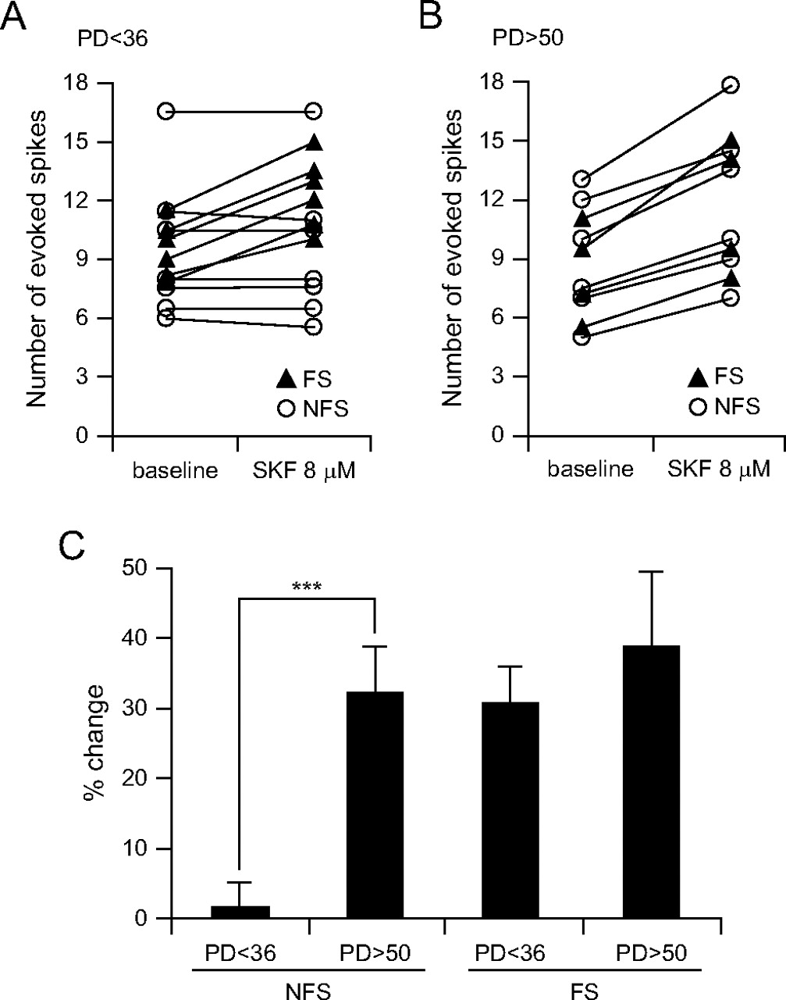 A
PD<36
Number of evoked spikes
18
15
12
9
6
3
0
FS
NFS
baseline SKF 8 μM
B
PD>50
Number of evoked spikes
18
15
12
9
6
3
0
FS
NFS
baseline SKF 8 μM
C
% change
50
40
30
20
10
0
***
PD<36 PD>50 PD<36 PD>50
NFS FS